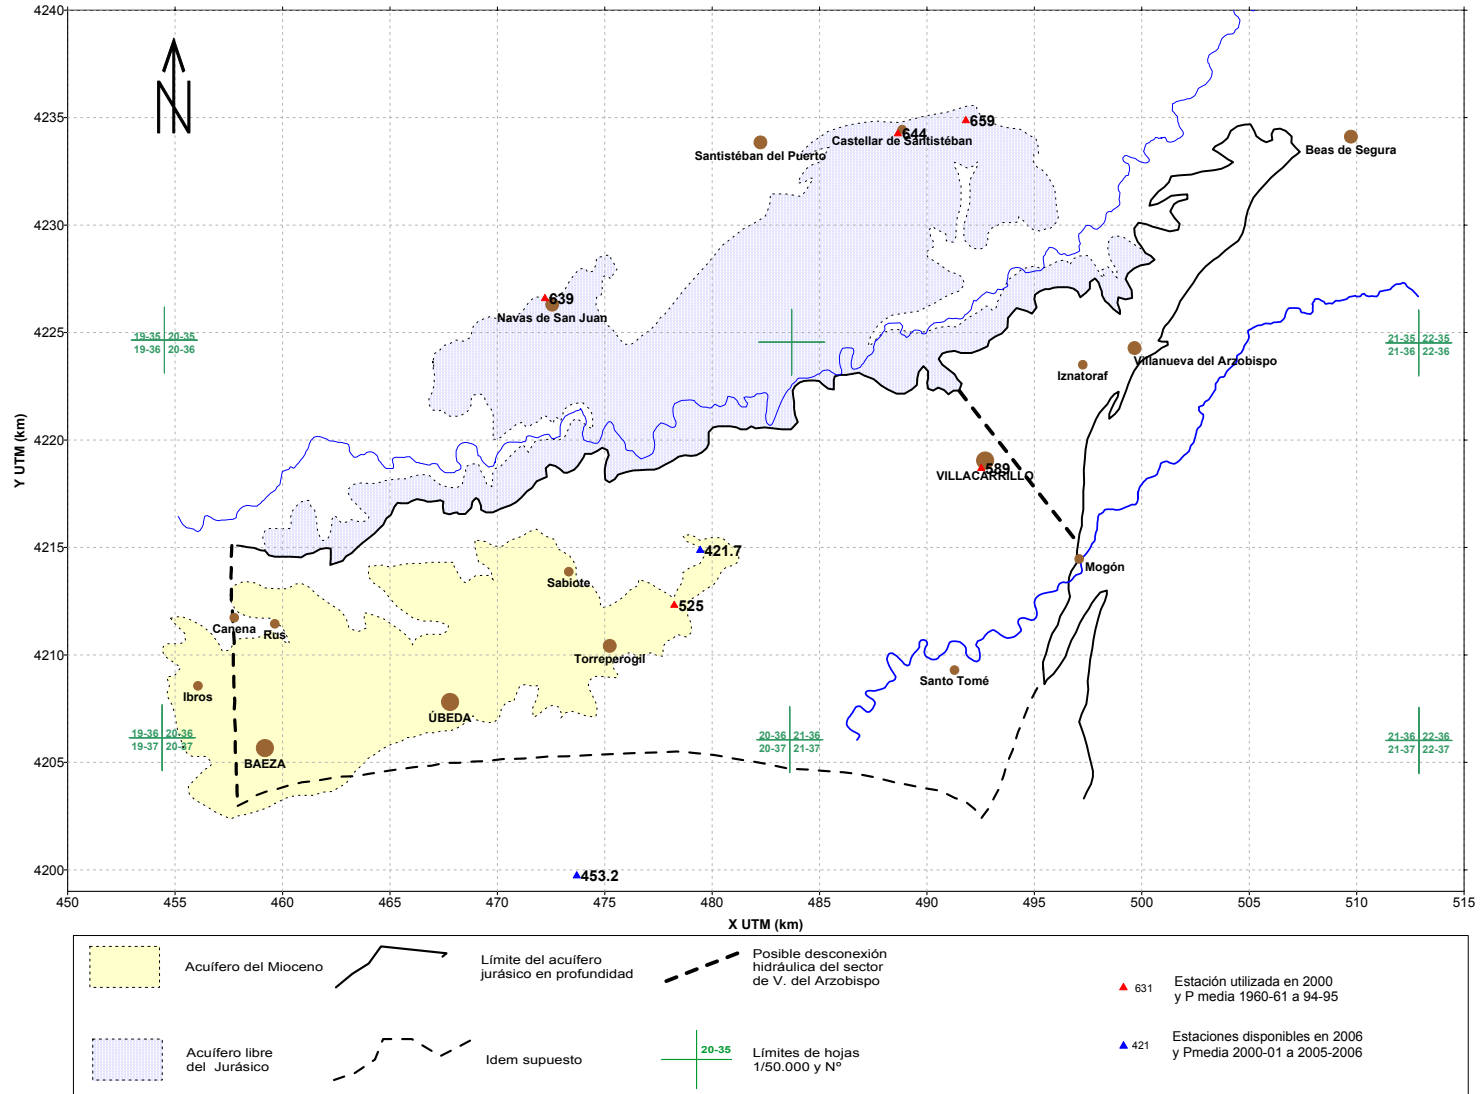 4240
4235
4230
4225
4220
4215
4210
4205
4200
Y UTM (km)
N
659
644
Castellar de Santistéban
Santistéban del Puerto
Beas de Segura
639
Navas de San Juan
19-35 20-35
19-36 20-36
21-35 22-35
21-36 22-36
Villanueva del Arzobispo
Iznatoraf
589
VILLACARRILLO
421.7
Mogón
Sabiote
525
Canena
Rus
Torreperogil
Santo Tomé
Ibros
ÚBEDA
19-36 20-36
19-37 20-37
20-36 21-36
20-37 21-37
21-36 22-36
21-37 22-37
BAEZA
453.2
450 455 460 465 470 475 480 485 490 495 500 505 510 515
X UTM (km)
Acuífero del Mioceno
Límite del acuífero
jurásico en profundidad
Posible desconexión
hidráulica del sector
de V. del Arzobispo
631
Estación utilizada en 2000
y P media 1960-61 a 94-95
Acuífero libre
del Jurásico
Idem supuesto
20-35
Límites de hojas
1/50.000 y Nº
421
Estaciones disponibles en 2006
y Pmedia 2000-01 a 2005-2006